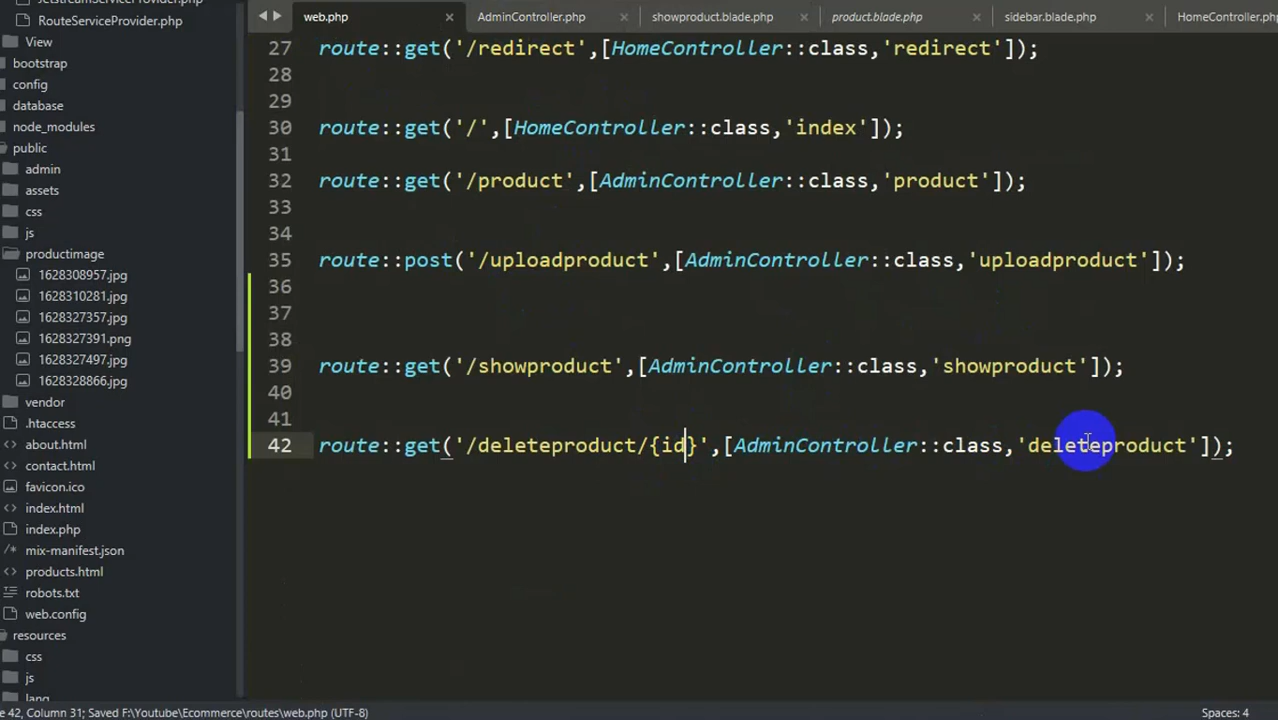 JetstreamServiceProvider.php
RouteServiceProvider.php
View
bootstrap
config
database
node_modules
public
admin
assets
css
js
productimage
1628308957.jpg
1628310281.jpg
1628327357.jpg
1628327391.png
1628327497.jpg
1628328866.jpg
vendor
.htaccess
about.html
contact.html
favicon.ico
index.html
index.php
mix-manifest.json
products.html
robots.txt
web.config
resources
css
js
lang
web.php × AdminController.php × showproduct.blade.php × product.blade.php × sidebar.blade.php × HomeController.php
27 route::get('/redirect',[HomeController::class,'redirect']);
28
29
30 route::get('/',[HomeController::class,'index']);
31
32 route::get('/product',[AdminController::class,'product']);
33
34
35 route::post('/uploadproduct',[AdminController::class,'uploadproduct']);
36
37
38
39 route::get('/showproduct',[AdminController::class,'showproduct']);
40
41
42 route::get('/deleteproduct/{id}',[AdminController::class,'deleteproduct']);
e 42, Column 31; Saved F:\Youtube\Ecommerce\routes\web.php (UTF-8) Spaces: 4